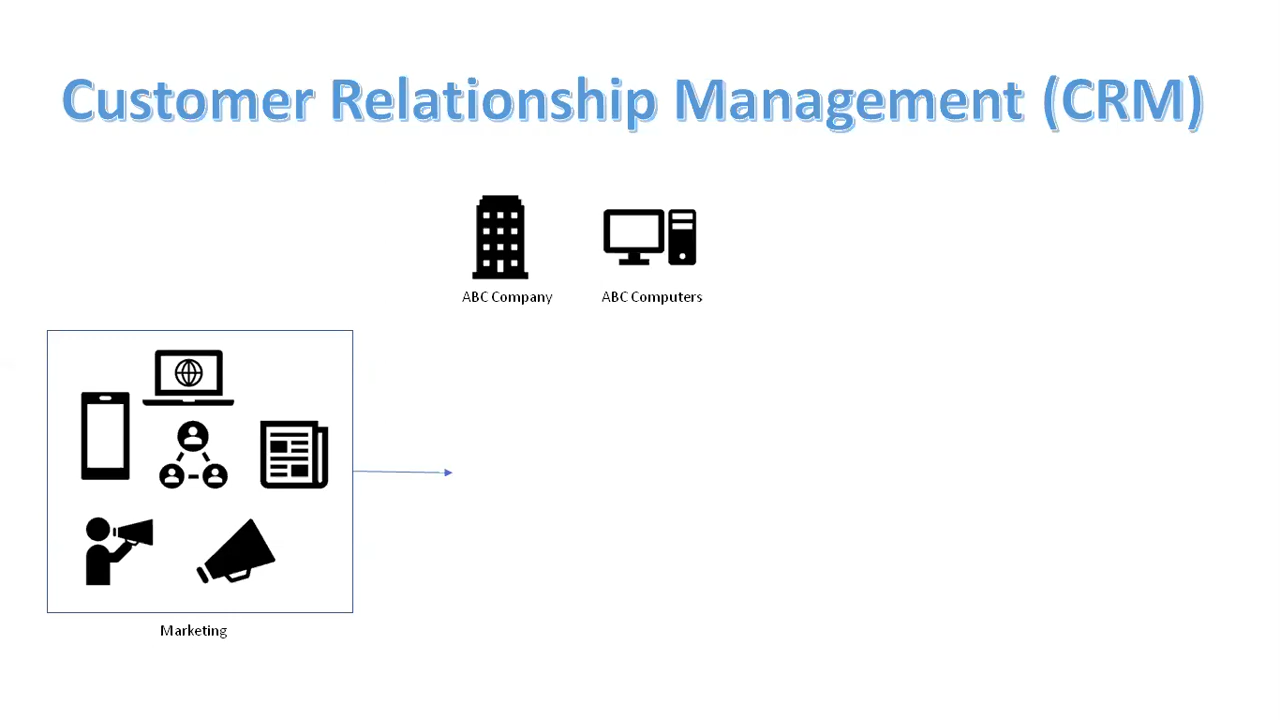 Customer Relationship Management (CRM)
ABC Company
ABC Computers
Marketing